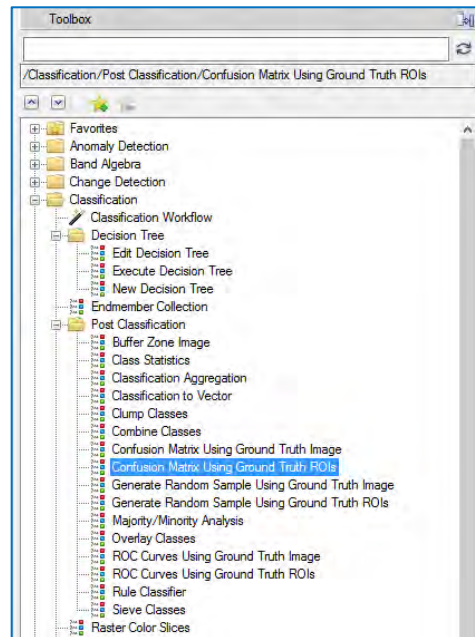 Toolbox
/Classification/Post Classification/Confusion Matrix Using Ground Truth ROIs
Favorites
Anomaly Detection
Band Algebra
Change Detection
Classification
Classification Workflow
Decision Tree
Edit Decision Tree
Execute Decision Tree
New Decision Tree
Endmember Collection
Post Classification
Buffer Zone Image
Class Statistics
Classification Aggregation
Classification to Vector
Clump Classes
Combine Classes
Confusion Matrix Using Ground Truth Image
Confusion Matrix Using Ground Truth ROIs
Generate Random Sample Using Ground Truth Image
Generate Random Sample Using Ground Truth ROIs
Majority/Minority Analysis
Overlay Classes
ROC Curves Using Ground Truth Image
ROC Curves Using Ground Truth ROIs
Rule Classifier
Sieve Classes
Raster Color Slices